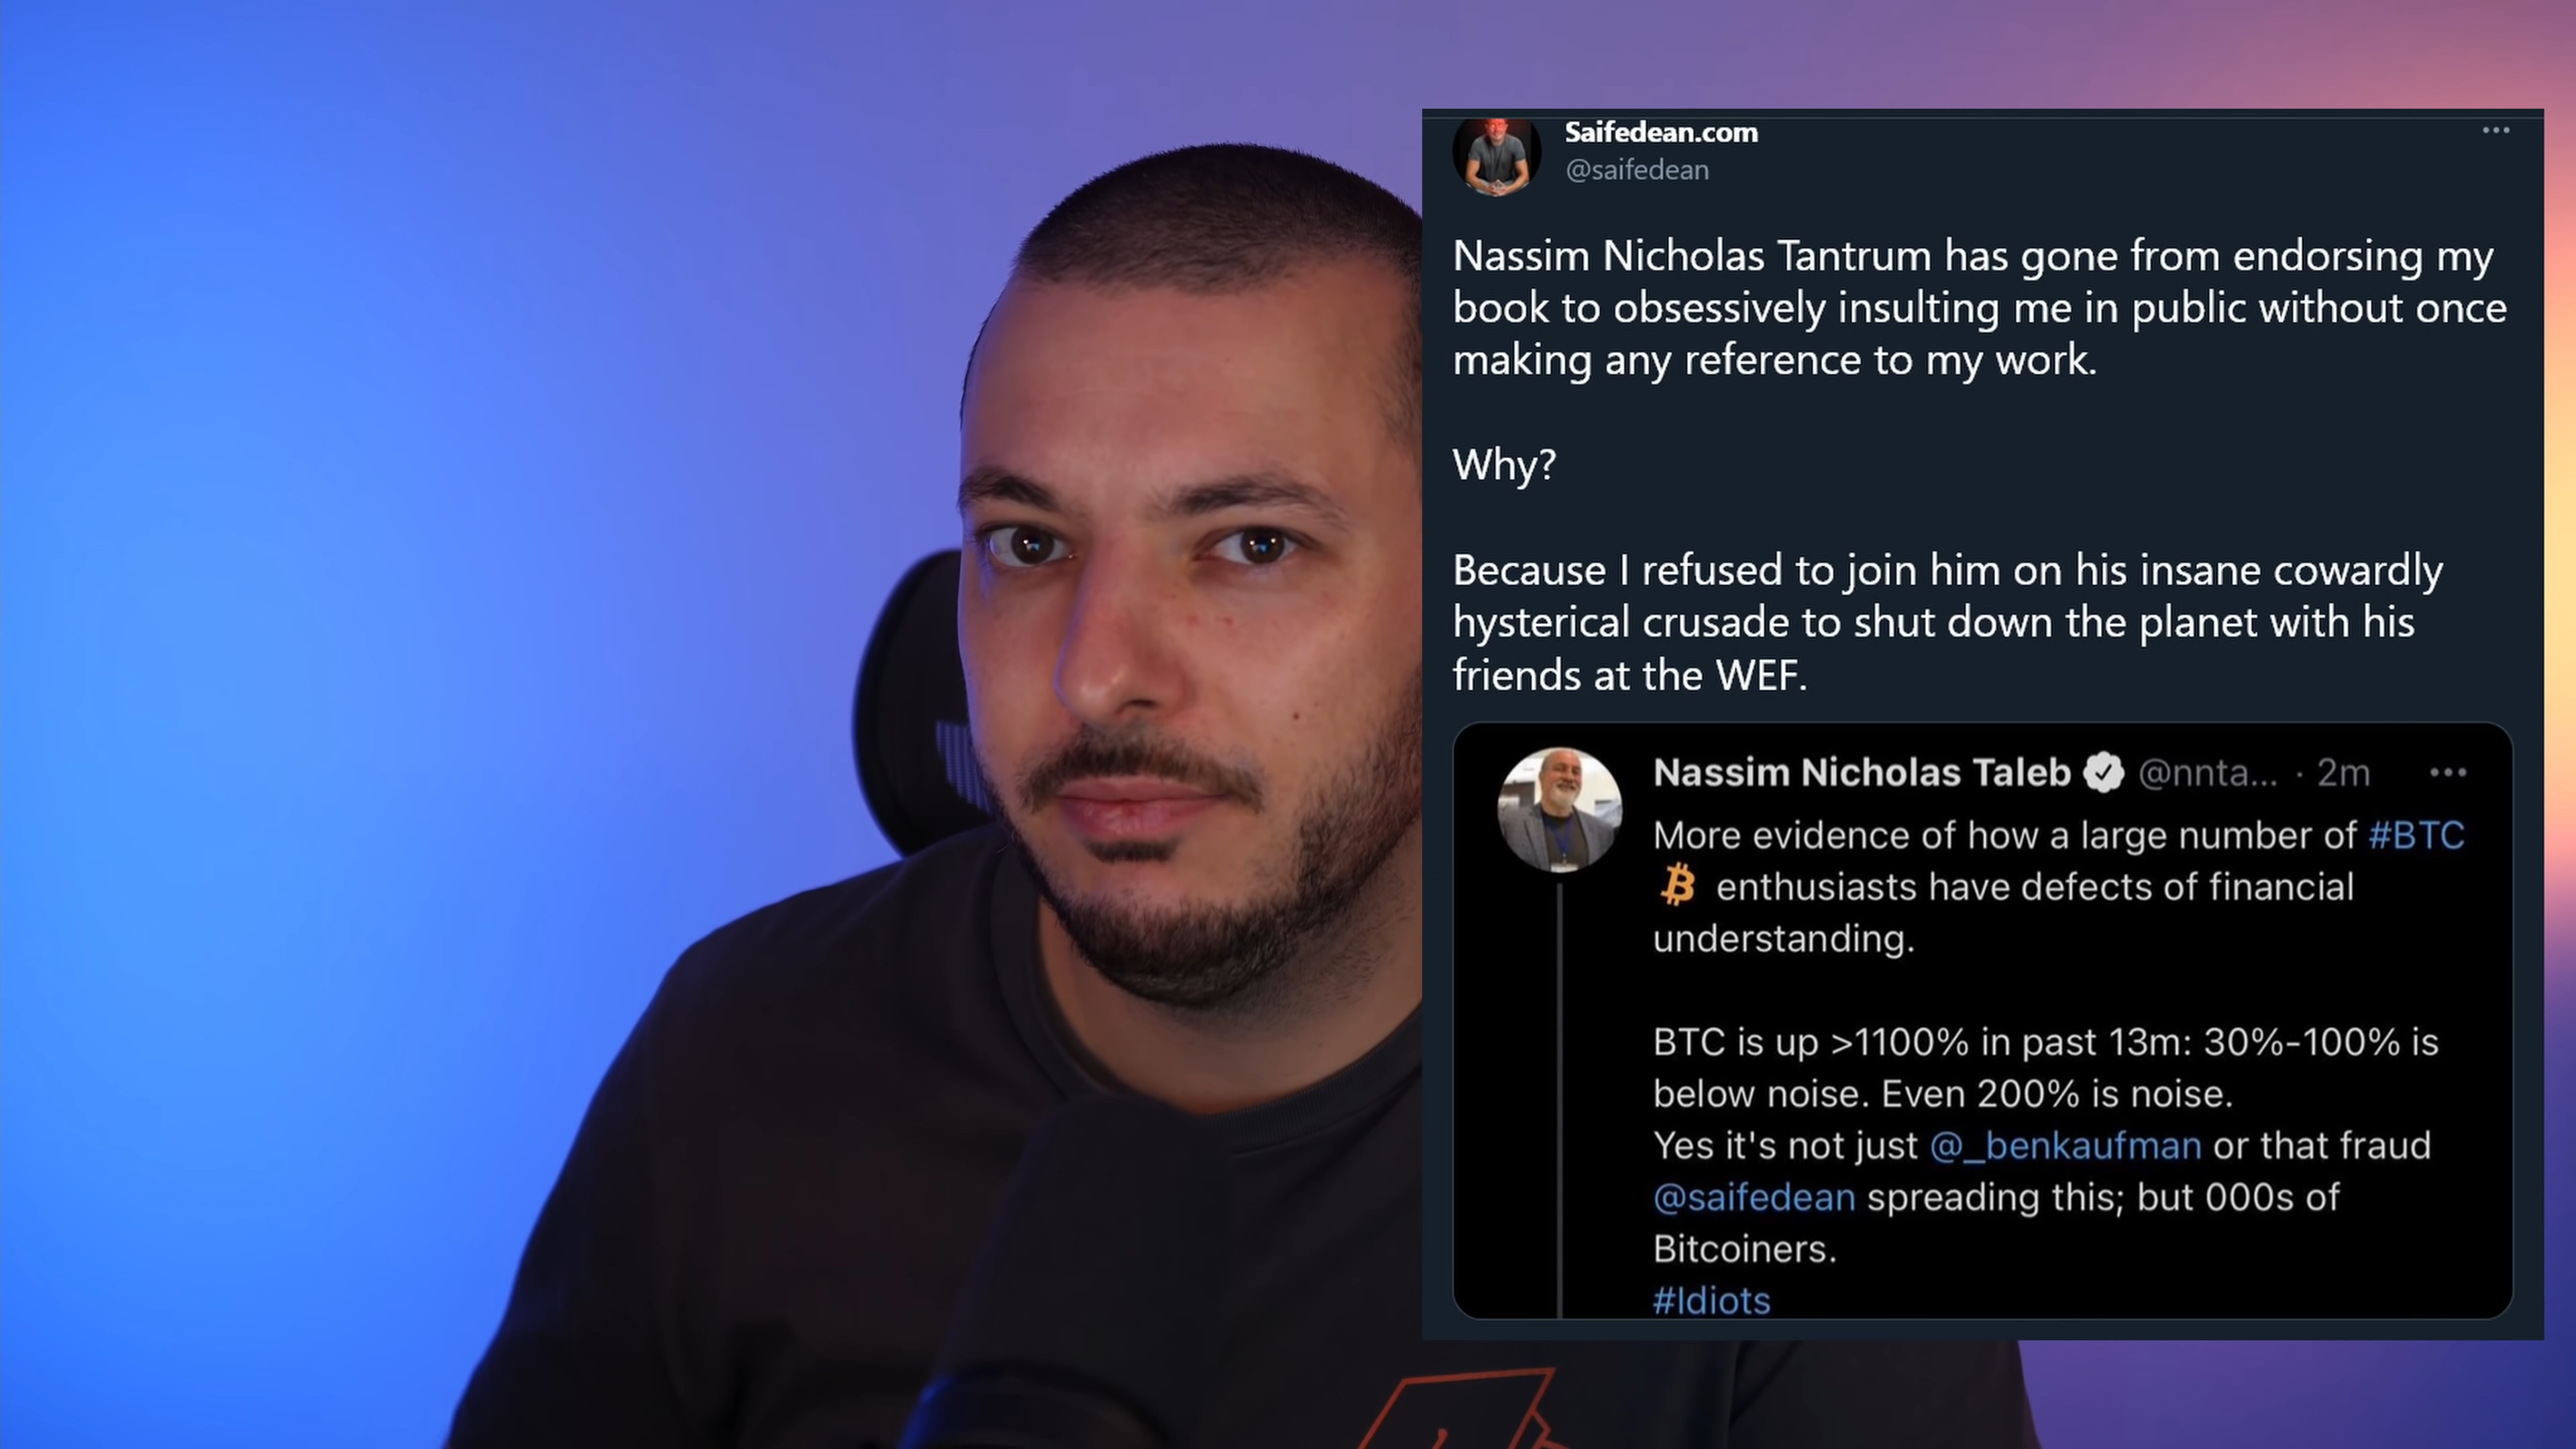 Saifedean.com
@saifedean
Nassim Nicholas Tantrum has gone from endorsing my
book to obsessively insulting me in public without once
making any reference to my work.
Why?
Because I refused to join him on his insane cowardly
hysterical crusade to shut down the planet with his
friends at the WEF.
Nassim Nicholas Taleb @nnta... · 2m
More evidence of how a large number of #BTC
₿ enthusiasts have defects of financial
understanding.
BTC is up >1100% in past 13m: 30%-100% is
below noise. Even 200% is noise.
Yes it's not just @_benkaufman or that fraud
@saifedean spreading this; but 000s of
Bitcoiners.
#Idiots